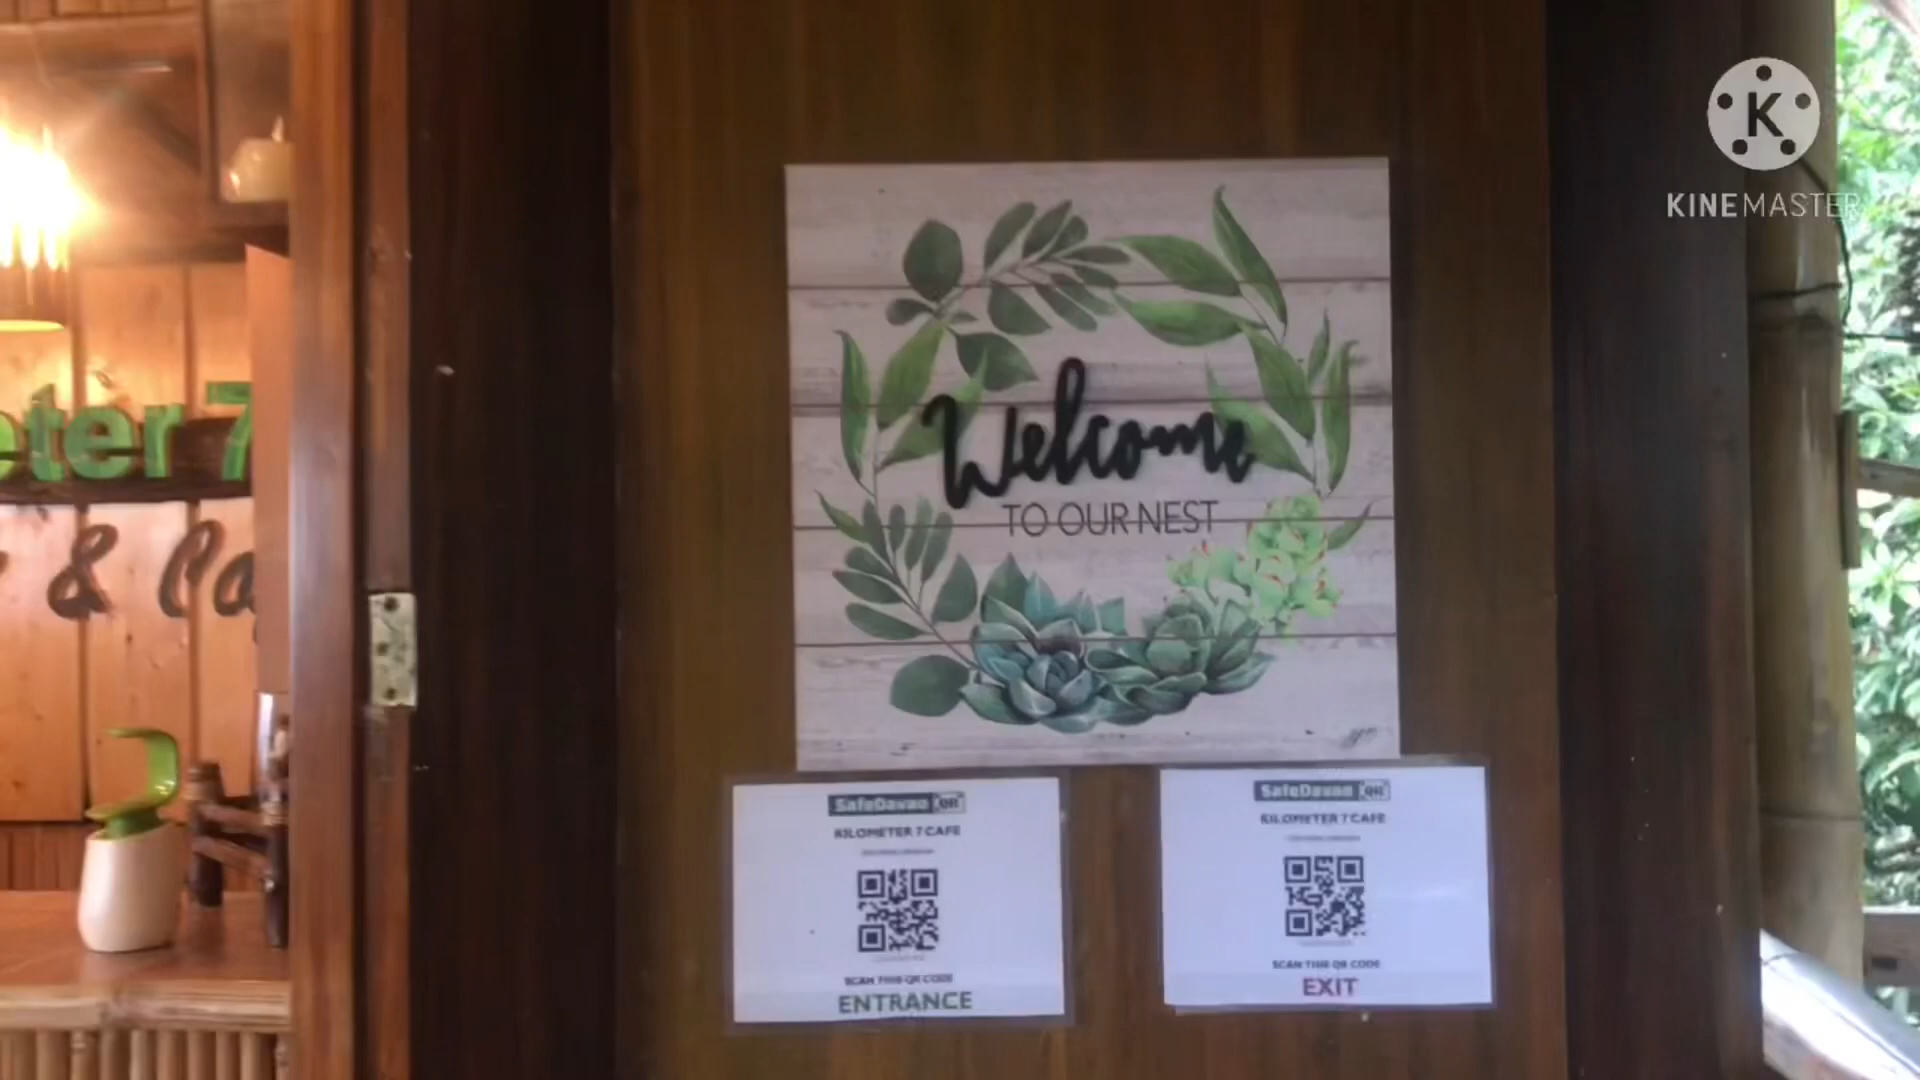 K
KINEMASTER
eter 7
& Ca
Welcome
TO OUR NEST
SafeDavao QR
KILOMETER 7 CAFE
SCAN THIS QR CODE
ENTRANCE
SafeDavao QR
KILOMETER 7 CAFE
SCAN THIS QR CODE
EXIT